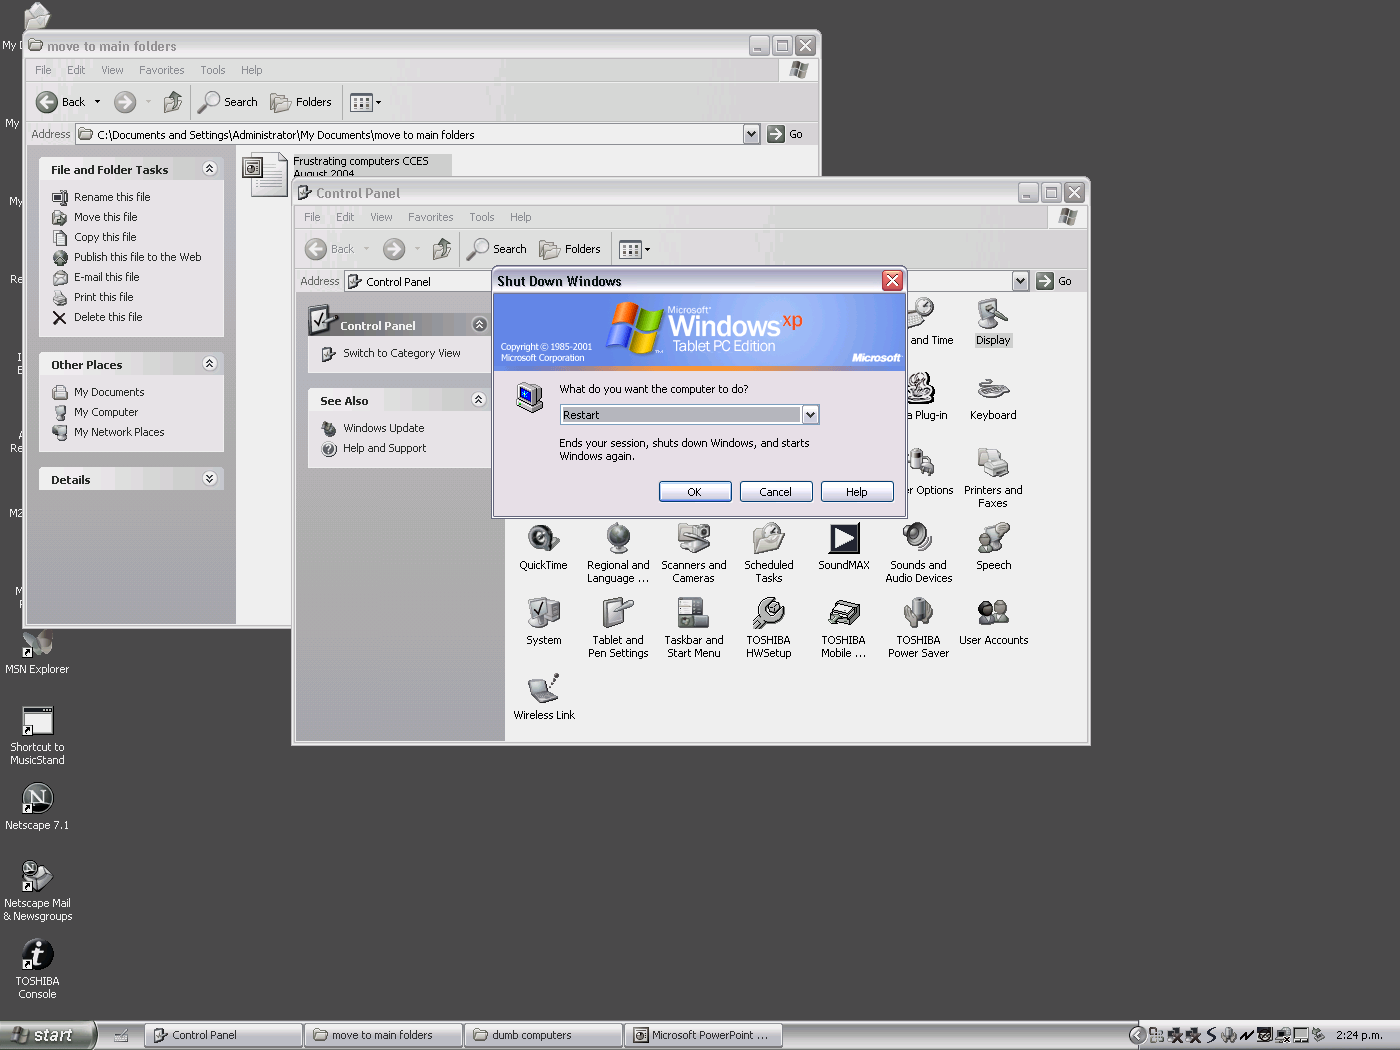 My D
move to main folders
File Edit View Favorites Tools Help
Back Search Folders
Address C:\Documents and Settings\Administrator\My Documents\move to main folders Go
File and Folder Tasks
Rename this file
Move this file
Copy this file
Publish this file to the Web
E-mail this file
Print this file
Delete this file
Other Places
My Documents
My Computer
My Network Places
Details
Frustrating computers CCES
August 2004
My
My
Re
I
E
A
Re
M2
M
F
Control Panel
File Edit View Favorites Tools Help
Back Search Folders
Address Control Panel Go
Control Panel
Switch to Category View
See Also
Windows Update
Help and Support
Shut Down Windows
Microsoft®
Windows xp
Tablet PC Edition
TM
Copyright © 1985-2001
Microsoft Corporation
Microsoft
What do you want the computer to do?
Restart
Ends your session, shuts down Windows, and starts
Windows again.
OK Cancel Help
and Time
Display
a Plug-in
Keyboard
r Options
Printers and
Faxes
QuickTime
Regional and
Language ...
Scanners and
Cameras
Scheduled
Tasks
SoundMAX
Sounds and
Audio Devices
Speech
System
Tablet and
Pen Settings
Taskbar and
Start Menu
TOSHIBA
HWSetup
TOSHIBA
Mobile ...
TOSHIBA
Power Saver
User Accounts
Wireless Link
MSN Explorer
Shortcut to
MusicStand
N
Netscape 7.1
N
Netscape Mail
& Newsgroups
TOSHIBA
Console
start
Control Panel
move to main folders
dumb computers
Microsoft PowerPoint ...
2:24 p.m.